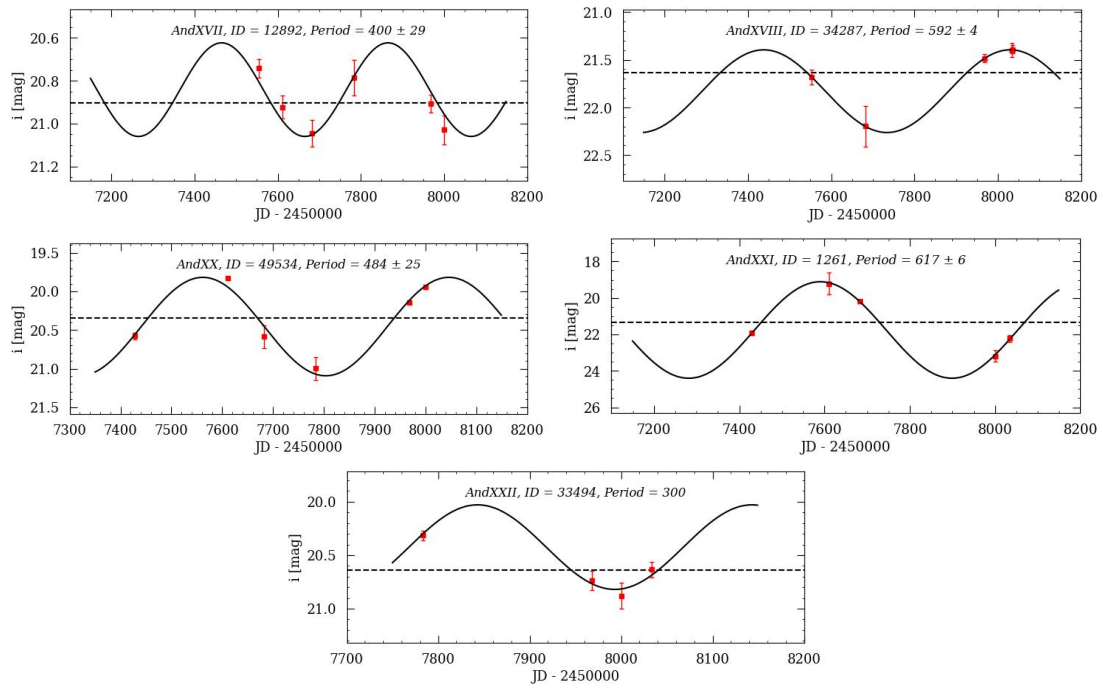 AndXVII, ID = 12892, Period = 400 ± 29
i [mag]
20.6
20.8
21.0
21.2
7200 7400 7600 7800 8000 8200
JD - 2450000
AndXVIII, ID = 34287, Period = 592 ± 4
i [mag]
21.0
21.5
22.0
22.5
7200 7400 7600 7800 8000 8200
JD - 2450000
AndXX, ID = 49534, Period = 484 ± 25
i [mag]
19.5
20.0
20.5
21.0
21.5
7300 7400 7500 7600 7700 7800 7900 8000 8100 8200
JD - 2450000
AndXXI, ID = 1261, Period = 617 ± 6
i [mag]
18
20
22
24
26
7200 7400 7600 7800 8000 8200
JD - 2450000
AndXXII, ID = 33494, Period = 300
i [mag]
20.0
20.5
21.0
7700 7800 7900 8000 8100 8200
JD - 2450000